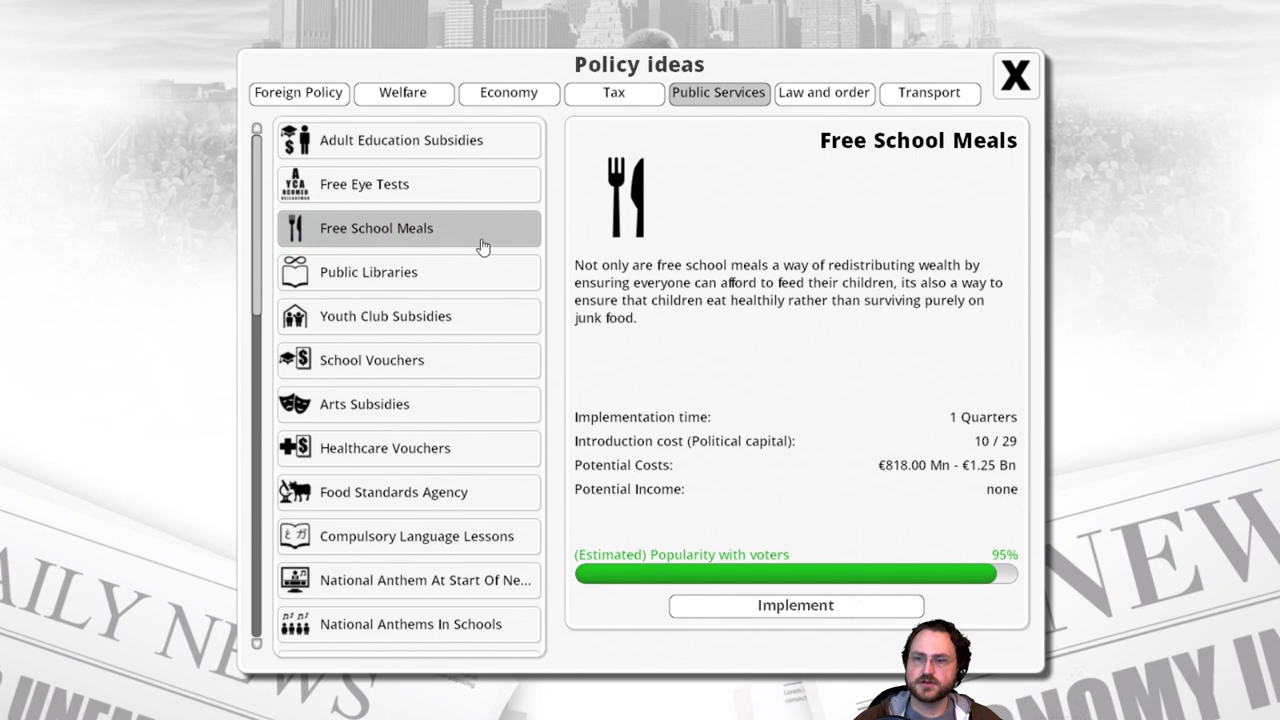 Policy ideas
X
Foreign Policy
Welfare
Economy
Tax
Public Services
Law and order
Transport
Adult Education Subsidies
Free Eye Tests
Free School Meals
Public Libraries
Youth Club Subsidies
School Vouchers
Arts Subsidies
Healthcare Vouchers
Food Standards Agency
Compulsory Language Lessons
National Anthem At Start Of Ne...
National Anthems In Schools
Free School Meals
Not only are free school meals a way of redistributing wealth by
ensuring everyone can afford to feed their children, its also a way to
ensure that children eat healthily rather than surviving purely on
junk food.
Implementation time: 1 Quarters
Introduction cost (Political capital): 10 / 29
Potential Costs: €818.00 Mn - €1.25 Bn
Potential Income: none
(Estimated) Popularity with voters 95%
Implement